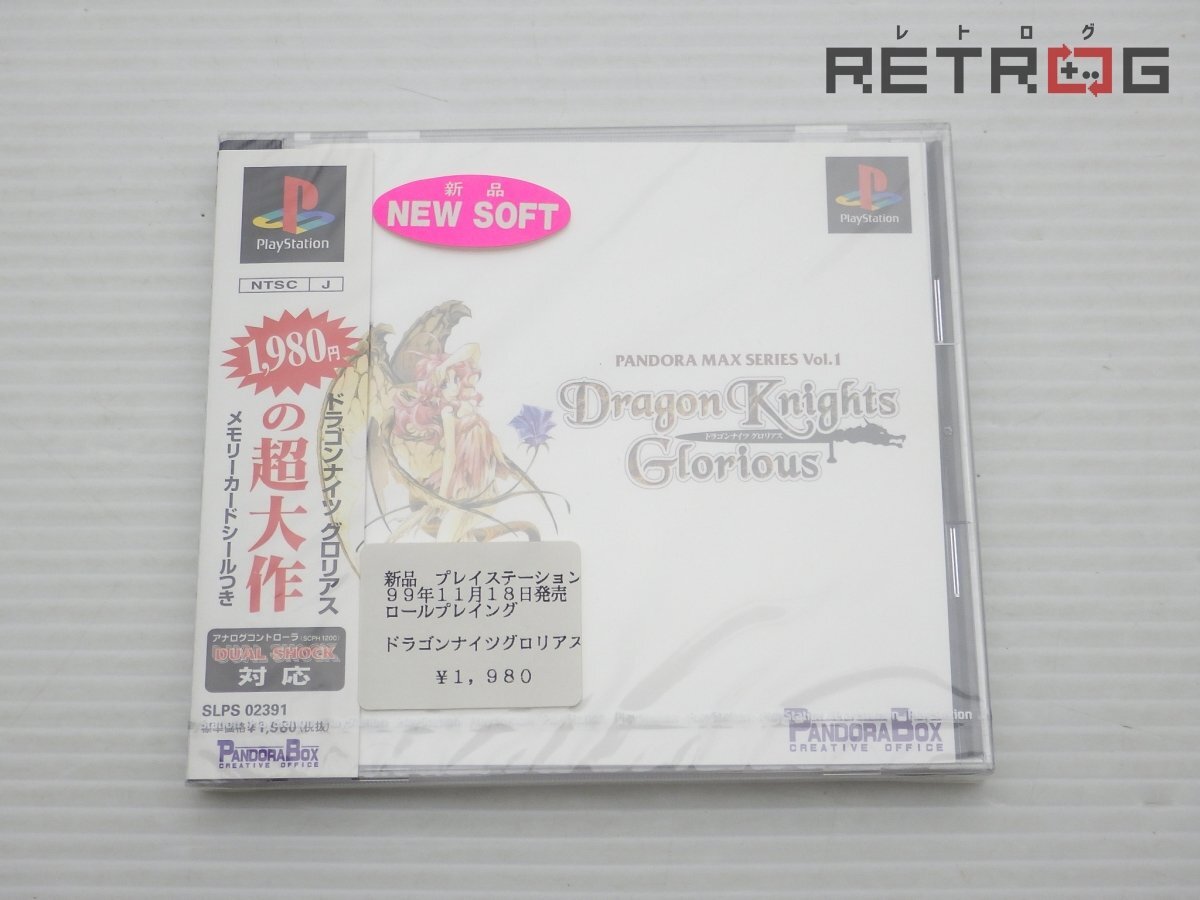 レトログ
RETROG
PlayStation
NTSC J
1,980円
の超大作
ドラゴンナイツ グロリアス
メモリーカードシールつき
アナログコントローラ (SCPH 1200)
DUAL SHOCK
対応
SLPS 02391
¥1,980(税抜)
PANDORABOX
CREATIVE OFFICE
新品
NEW SOFT
PlayStation
PANDORA MAX SERIES Vol.1
Dragon Knights
ドラゴンナイツ グロリアス
Glorious
新品 プレイステーション
99年11月18日発売
ロールプレイング
ドラゴンナイツグロリアス
¥1,980
PANDORABOX
CREATIVE OFFICE